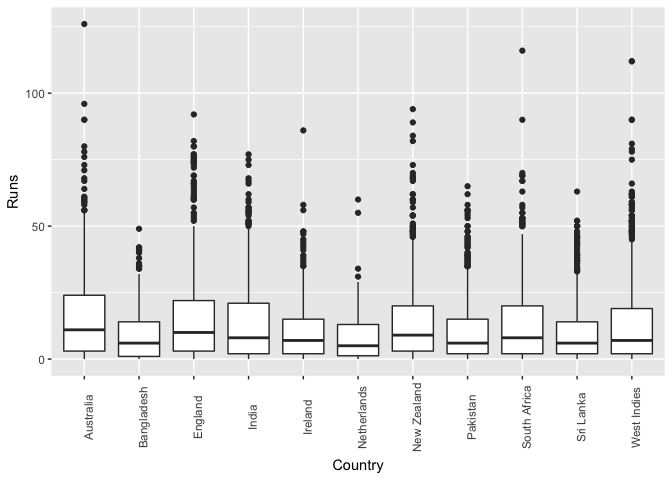 Runs
100
50
0
Australia
Bangladesh
England
India
Ireland
Netherlands
New Zealand
Pakistan
South Africa
Sri Lanka
West Indies
Country